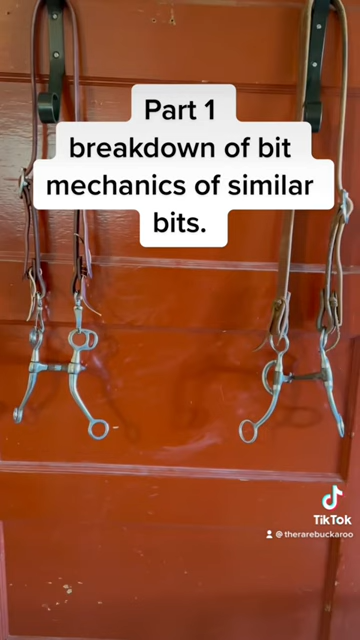 Part 1
breakdown of bit
mechanics of similar
bits.
TikTok
@ therarebuckaroo